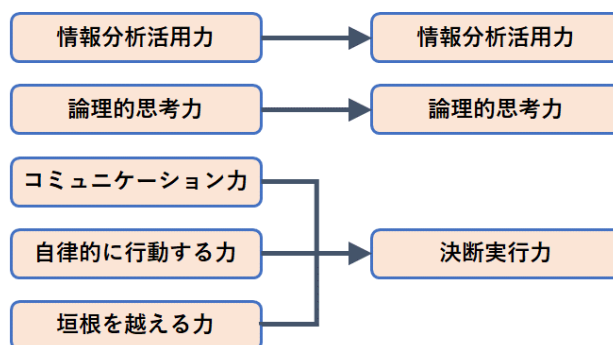 情報分析活用力
情報分析活用力
論理的思考力
論理的思考力
コミュニケーション力
自律的に行動する力
決断実行力
垣根を越える力